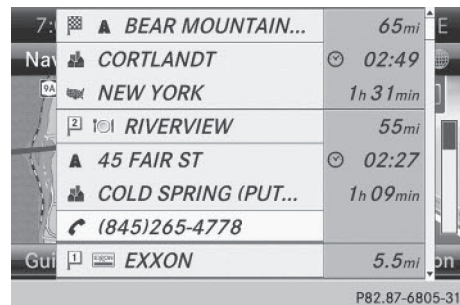 7: BEAR MOUNTAIN... 65mi E
Nav CORTLANDT 02:49
9A NEW YORK 1h 31min
2 RIVERVIEW 55mi
45 FAIR ST 02:27
COLD SPRING (PUT... 1h 09min
(845)265-4778
Gui 1 EXXON 5.5mi on
P82.87-6805-31